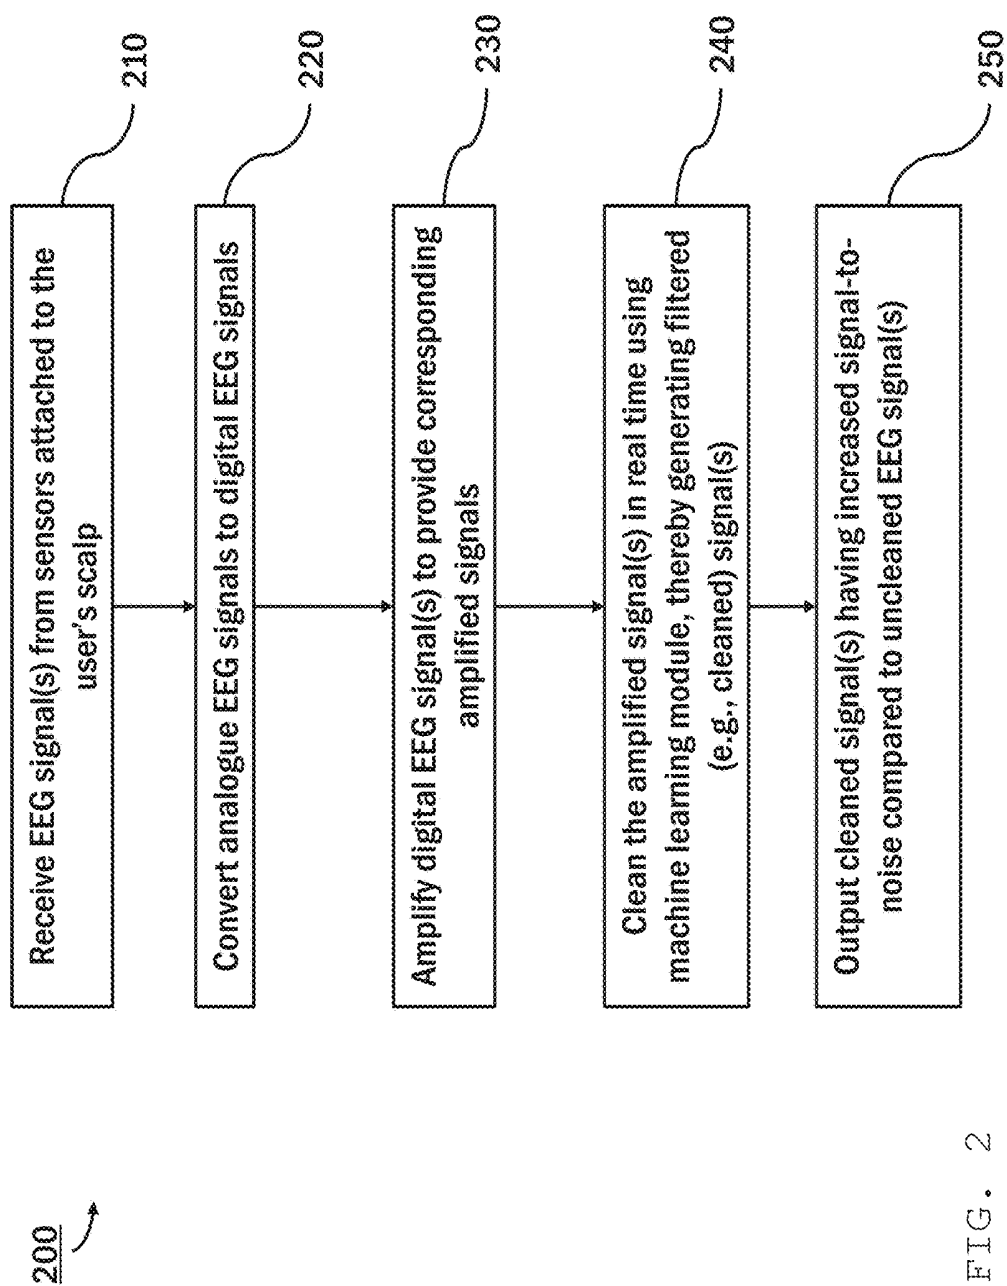 200
Receive EEG signal(s) from sensors attached to the
user's scalp
210
Convert analogue EEG signals to digital EEG signals
220
Amplify digital EEG signal(s) to provide corresponding
amplified signals
230
Clean the amplified signal(s) in real time using
machine learning module, thereby generating filtered
(e.g., cleaned) signal(s)
240
Output cleaned signal(s) having increased signal-to-
noise compared to uncleaned EEG signal(s)
250
FIG. 2